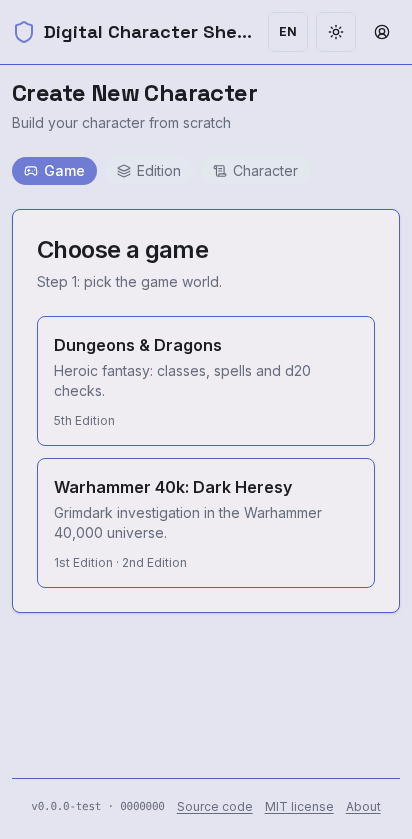 Digital Character She...
EN
Create New Character
Build your character from scratch
Game
Edition
Character
Choose a game
Step 1: pick the game world.
Dungeons & Dragons
Heroic fantasy: classes, spells and d20
checks.
5th Edition
Warhammer 40k: Dark Heresy
Grimdark investigation in the Warhammer
40,000 universe.
1st Edition · 2nd Edition
v0.0.0-test · 0000000 Source code MIT license About